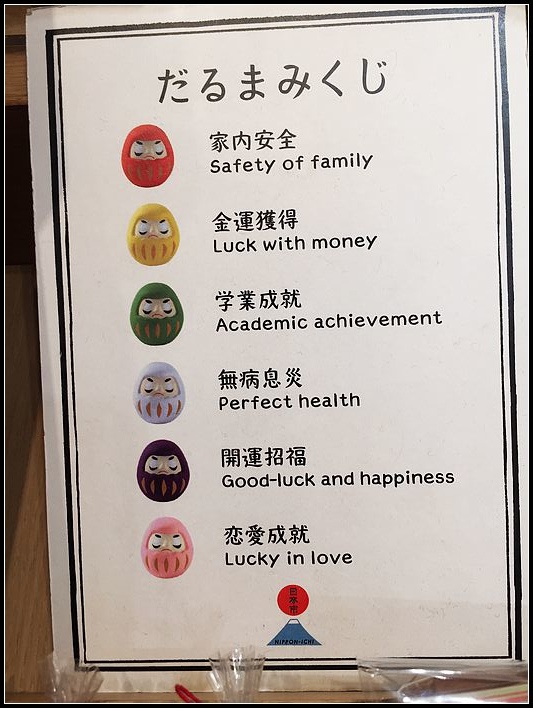 だるまみくじ
家内安全
Safety of family
金運獲得
Luck with money
学業成就
Academic achievement
無病息災
Perfect health
開運招福
Good-luck and happiness
恋愛成就
Lucky in love
日本市
NIPPON-ICHI